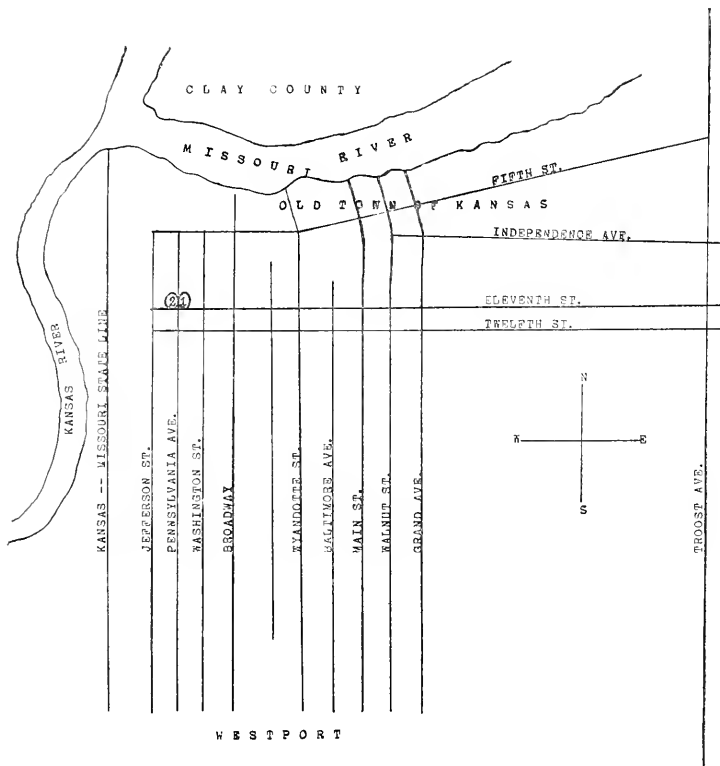 CLAY COUNTY
MISSOURI RIVER
FIFTH ST.
OLD TOWN OF KANSAS
INDEPENDENCE AVE.
21
ELEVENTH ST.
TWELFTH ST.
KANSAS RIVER
KANSAS -- MISSOURI STATE LINE
JEFFERSON ST.
PENNSYLVANIA AVE.
WASHINGTON ST.
BROADWAY
WYANDOTTE ST.
BALTIMORE AVE.
MAIN ST.
WALNUT ST.
GRAND AVE.
TROOST AVE.
N
W E
S
WESTPORT